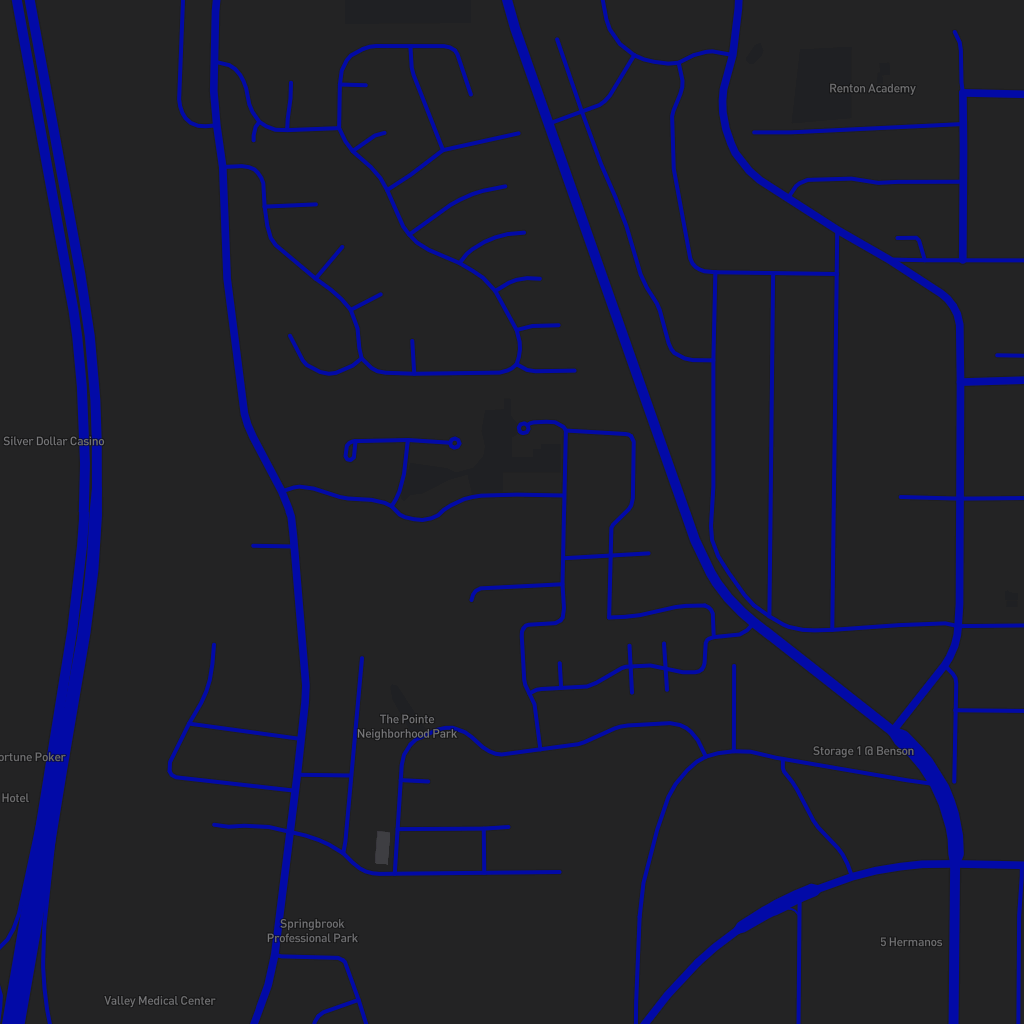 Renton Academy
Silver Dollar Casino
The Pointe
Neighborhood Park
Storage 1 @ Benson
ortune Poker
Hotel
Springbrook
Professional Park
5 Hermanos
Valley Medical Center